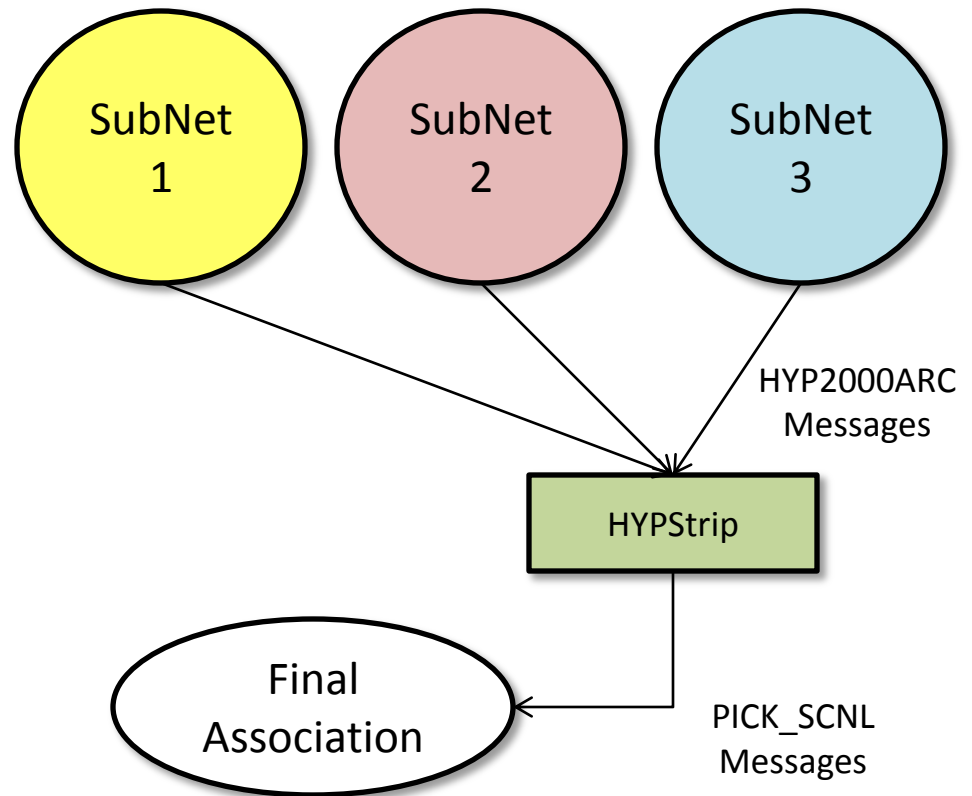 SubNet
1
SubNet
2
SubNet
3
HYP2000ARC
Messages
HYPStrip
Final
Association
PICK_SCNL
Messages